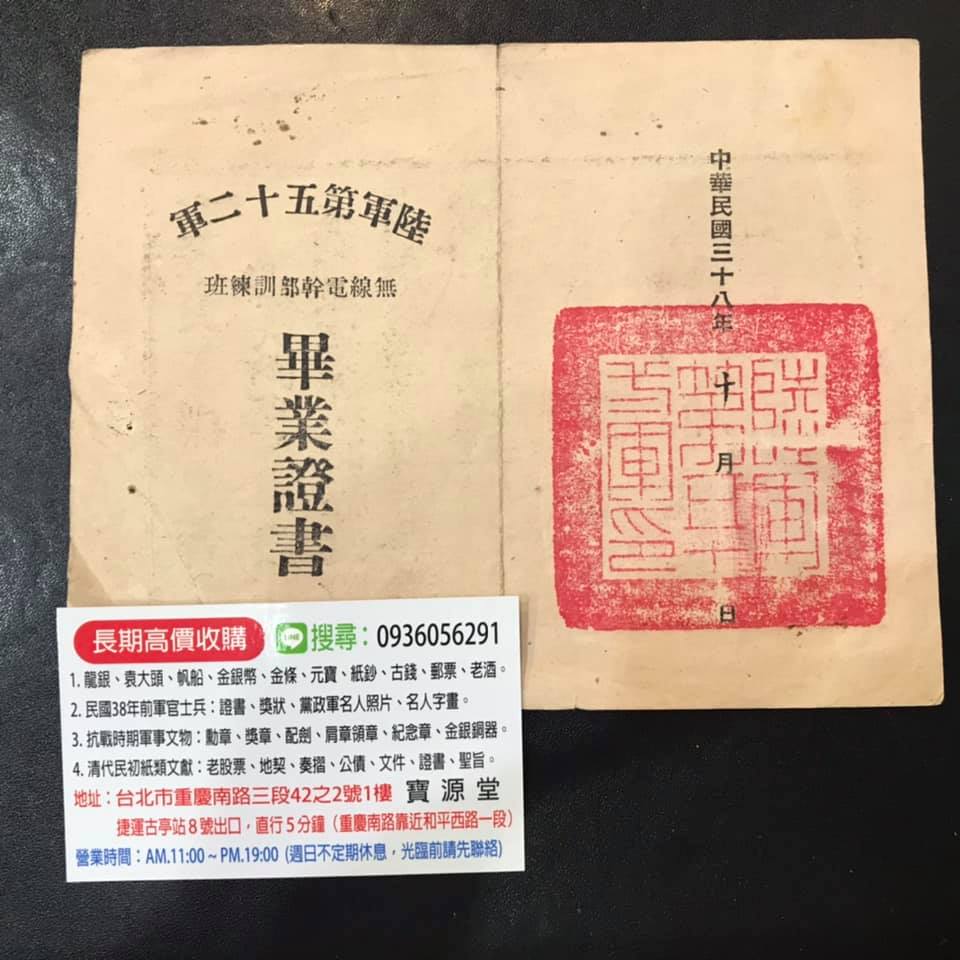 陸軍第五十二軍
無線電幹部訓練班
畢業證書
中華民國三十八年 十月 日
陸軍
第五十
二軍印
長期高價收購 LINE 搜尋：0936056291
1. 龍銀、袁大頭、帆船、金銀幣、金條、元寶、紙鈔、古錢、郵票、老酒。
2. 民國38年前軍官士兵：證書、獎狀、黨政軍名人照片、名人字畫。
3. 抗戰時期軍事文物：勳章、獎章、配劍、肩章領章、紀念章、金銀銅器。
4. 清代民初紙類文獻：老股票、地契、奏摺、公債、文件、證書、聖旨。
地址：台北市重慶南路三段42之2號1樓 寶源堂
捷運古亭站8號出口，直行5分鐘（重慶南路靠近和平西路一段）
營業時間：AM.11:00 ~ PM.19:00 (週日不定期休息，光臨前請先聯絡)